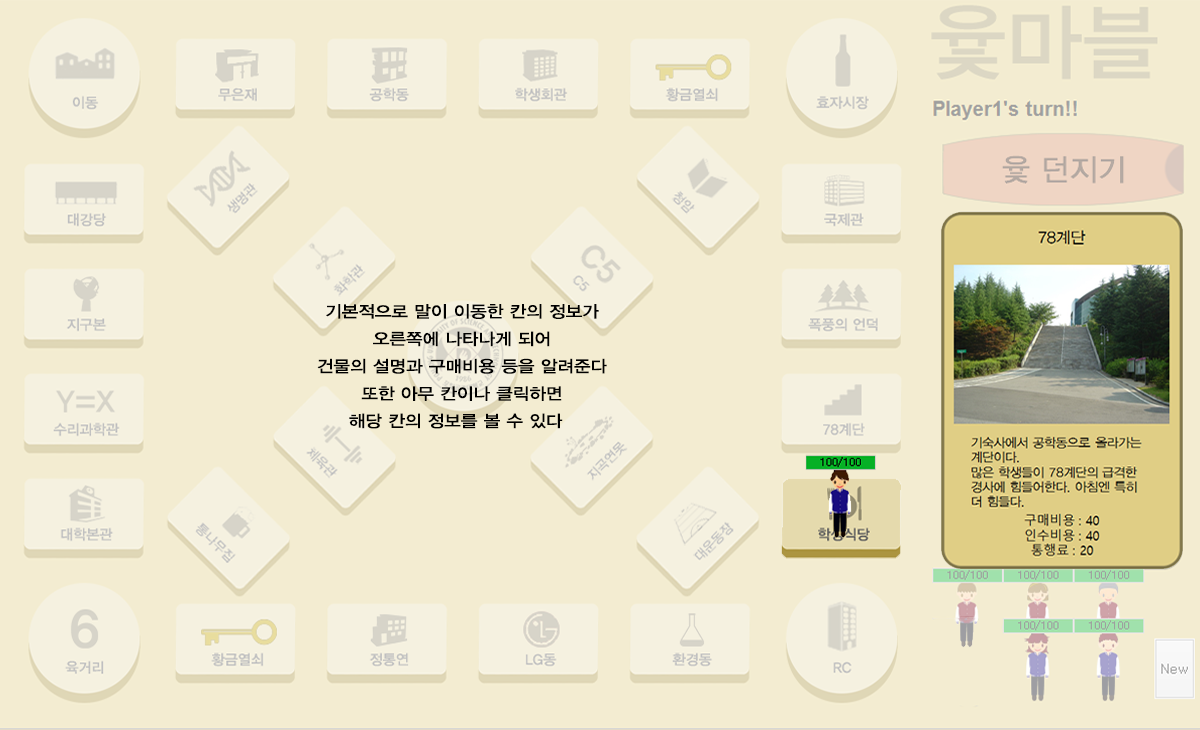 윷마블
Player1's turn!!
윷 던지기
이동
무은재
공학동
학생회관
황금열쇠
효자시장
대강당
생명관
청암
국제관
지구본
화학관
C5
C5
폭풍의 언덕
기본적으로 말이 이동한 칸의 정보가
오른쪽에 나타나게 되어
건물의 설명과 구매비용 등을 알려준다
또한 아무 칸이나 클릭하면
해당 칸의 정보를 볼 수 있다
Y=X
수리과학관
체육관
지곡연못
78계단
100/100
학생식당
대학본관
통나무집
대운동장
6
육거리
황금열쇠
정통연
LG동
환경동
RC
78계단
기숙사에서 공학동으로 올라가는
계단이다.
많은 학생들이 78계단의 급격한
경사에 힘들어한다. 아침엔 특히
더 힘들다.
구매비용 : 40
인수비용 : 40
통행료 : 20
100/100
100/100
100/100
100/100
100/100
New